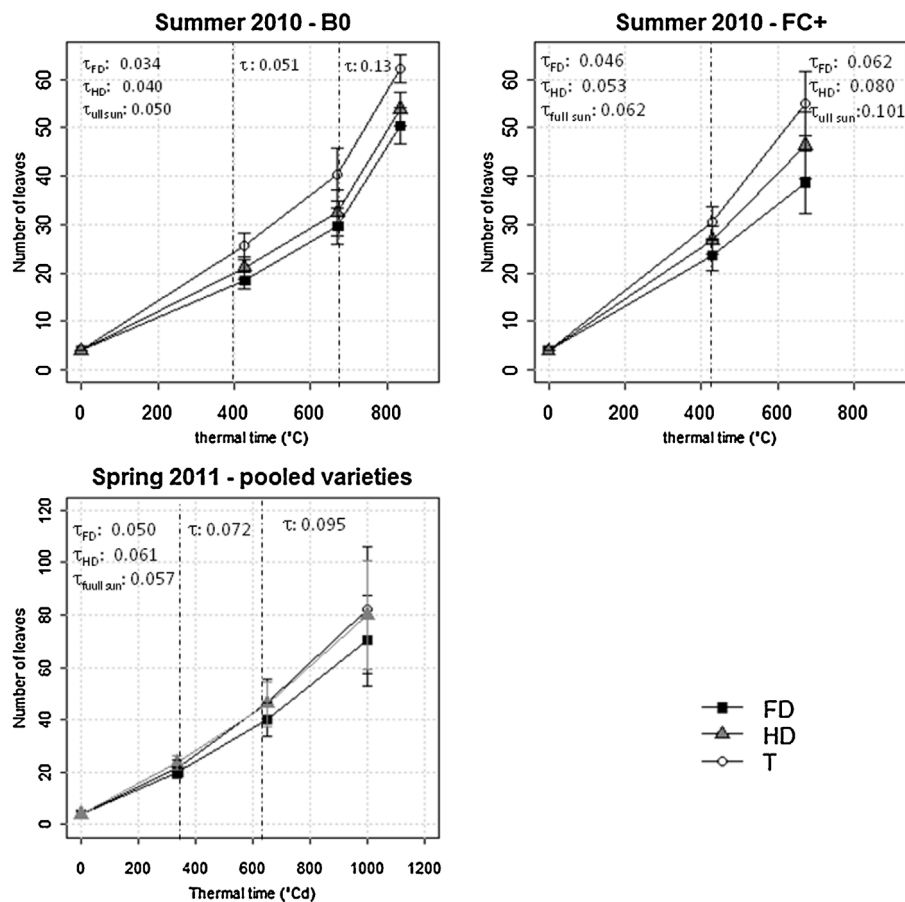 Summer 2010 - B0
τFD: 0.034
τHD: 0.040
τull sun: 0.050
τ: 0.051
τ: 0.13
Number of leaves
60
50
40
30
20
10
0
0 200 400 600 800
thermal time (°C)
Summer 2010 - FC+
τFD: 0.046
τHD: 0.053
τfull sun: 0.062
τFD: 0.062
τHD: 0.080
τull sun:0.101
Number of leaves
60
50
40
30
20
10
0
0 200 400 600 800
thermal time (°C)
Spring 2011 - pooled varieties
τFD: 0.050
τHD: 0.061
τfuull sun: 0.057
τ: 0.072
τ: 0.095
Number of leaves
120
100
80
60
40
20
0
0 200 400 600 800 1000 1200
Thermal time (°Cd)
FD
HD
T